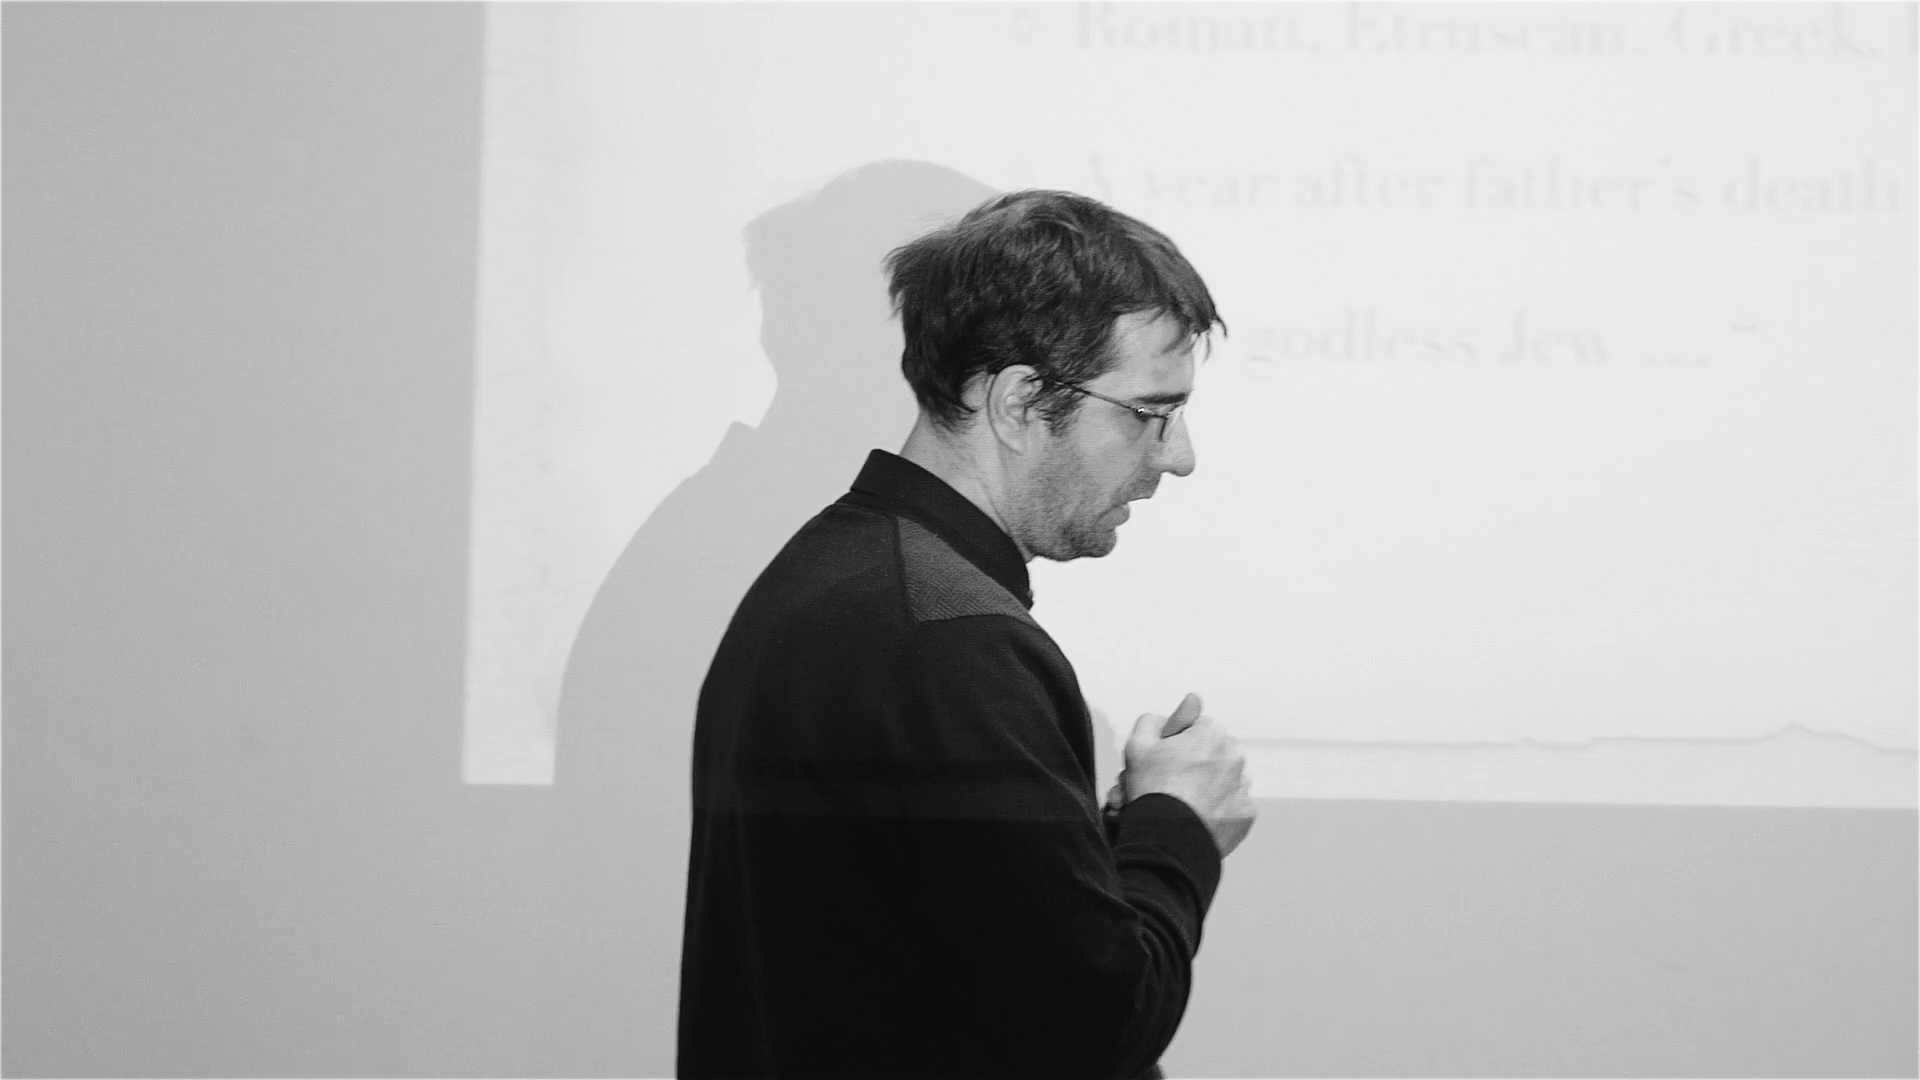 > Roman, Etruscan, Greek,
> A year after father's death
godless Jew ... "